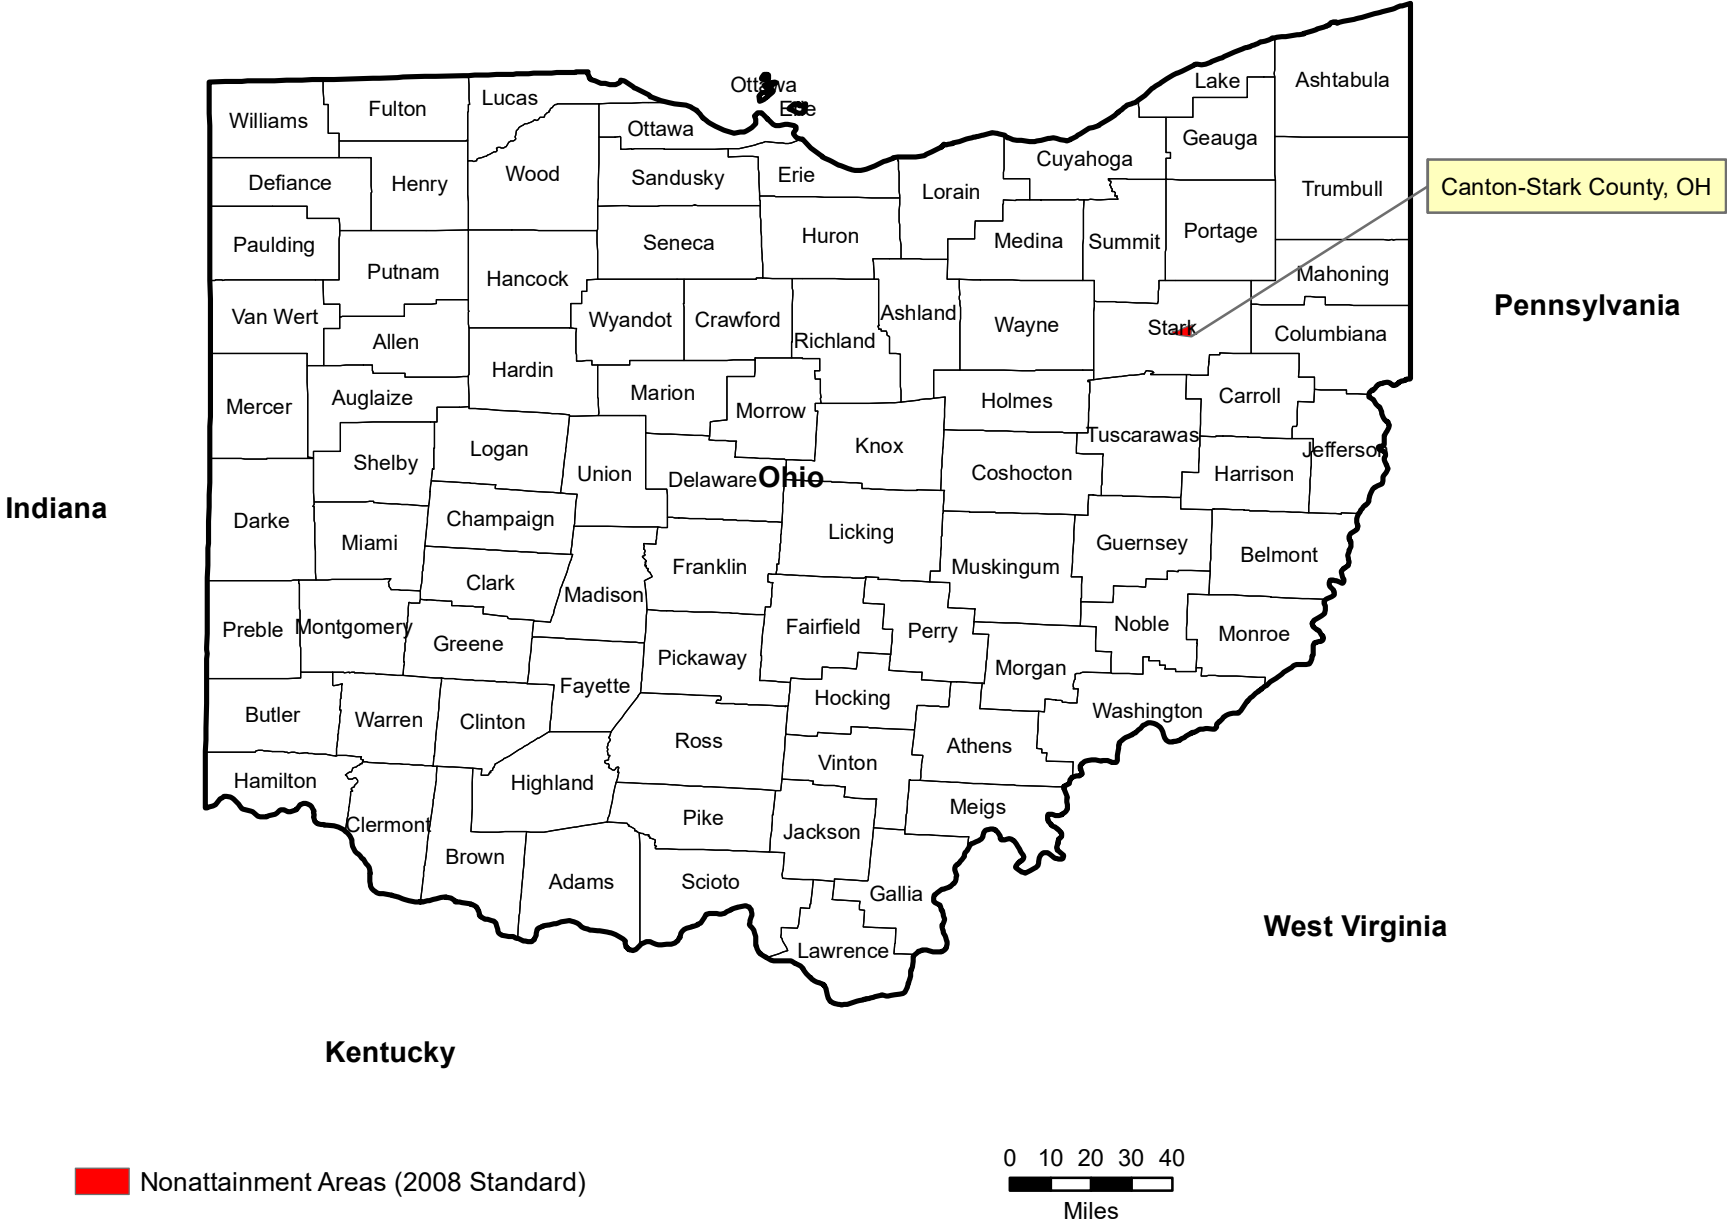 Ashtabula
Lake
Ottawa
Lucas
Fulton
Erie
Williams
Ottawa
Geauga
Cuyahoga
Wood
Erie
Sandusky
Defiance
Henry
Canton-Stark County, OH
Trumbull
Lorain
Portage
Huron
Medina
Summit
Seneca
Paulding
Putnam
Mahoning
Hancock
Pennsylvania
Ashland
Van Wert
Wyandot
Crawford
Wayne
Stark
Columbiana
Richland
Allen
Hardin
Marion
Carroll
Auglaize
Holmes
Mercer
Morrow
Tuscarawas
Knox
Logan
Jefferson
Shelby
Union
Coshocton
Harrison
Delaware
Ohio
Indiana
Darke
Champaign
Licking
Miami
Guernsey
Belmont
Franklin
Muskingum
Clark
Madison
Noble
Preble
Montgomery
Fairfield
Perry
Monroe
Greene
Pickaway
Morgan
Fayette
Hocking
Washington
Butler
Warren
Clinton
Ross
Athens
Vinton
Hamilton
Highland
Meigs
Pike
Clermont
Jackson
Brown
Adams
Scioto
Gallia
West Virginia
Lawrence
Kentucky
0 10 20 30 40
Miles
Nonattainment Areas (2008 Standard)